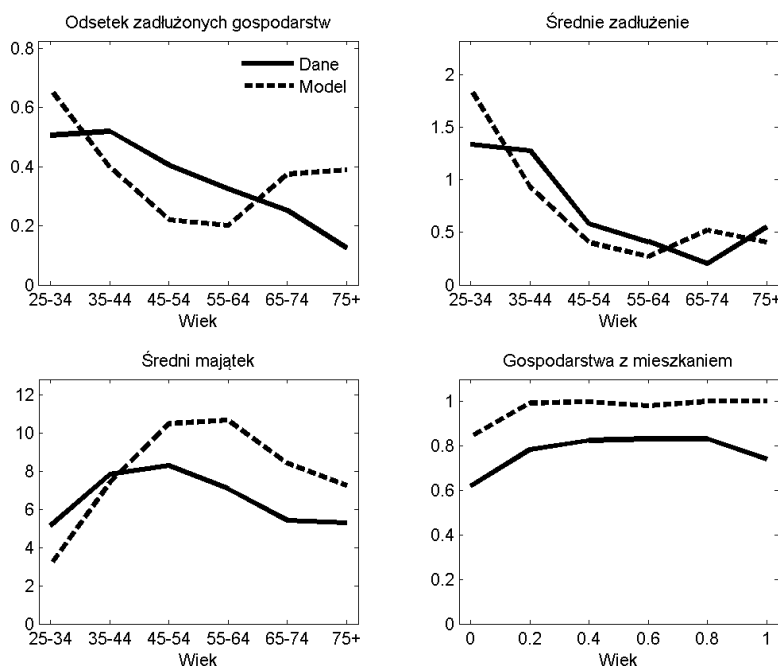 Odsetek zadłużonych gospodarstw
0.8
0.6
0.4
0.2
0
Dane
Model
25-34 35-44 45-54 55-64 65-74 75+
Wiek
Średnie zadłużenie
2
1.5
1
0.5
0
25-34 35-44 45-54 55-64 65-74 75+
Wiek
Średni majątek
12
10
8
6
4
2
0
25-34 35-44 45-54 55-64 65-74 75+
Wiek
Gospodarstwa z mieszkaniem
1
0.8
0.6
0.4
0.2
0
0 0.2 0.4 0.6 0.8 1
Wiek